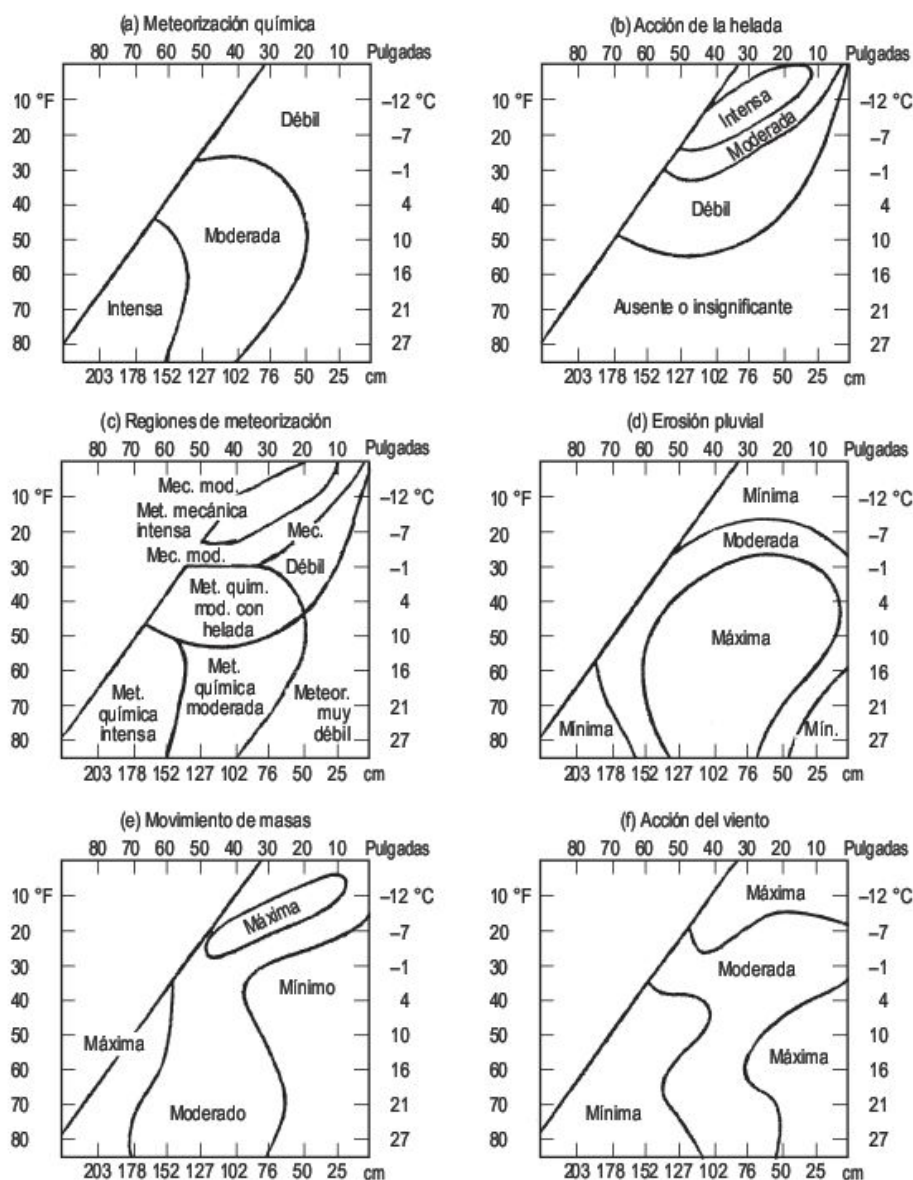 (a) Meteorización química
80 70 60 50 40 30 20 10 Pulgadas
10 °F
20
30
40
50
60
70
80
Débil
Moderada
Intensa
−12 °C
−7
−1
4
10
16
21
27
203 178 152 127 102 76 50 25 cm
(b) Acción de la helada
80 70 60 50 40 30 20 10 Pulgadas
10 °F
20
30
40
50
60
70
80
Intensa
Moderada
Débil
Ausente o insignificante
−12 °C
−7
−1
4
10
16
21
27
203 178 152 127 102 76 50 25 cm
(c) Regiones de meteorización
80 70 60 50 40 30 20 10 Pulgadas
10 °F
20
30
40
50
60
70
80
Mec. mod.
Met. mecánica
intensa
Mec.
Mec. mod.
Débil
Met. quim.
mod. con
helada
Met.
química
intensa
Met.
química
moderada
Meteor.
muy
débil
−12 °C
−7
−1
4
10
16
21
27
203 178 152 127 102 76 50 25 cm
(d) Erosión pluvial
80 70 60 50 40 30 20 10 Pulgadas
10 °F
20
30
40
50
60
70
80
Mínima
Moderada
Máxima
Mínima
Mín.
−12 °C
−7
−1
4
10
16
21
27
203 178 152 127 102 76 50 25 cm
(e) Movimiento de masas
80 70 60 50 40 30 20 10 Pulgadas
10 °F
20
30
40
50
60
70
80
Máxima
Mínimo
Máxima
Moderado
−12 °C
−7
−1
4
10
16
21
27
203 178 152 127 102 76 50 25 cm
(f) Acción del viento
80 70 60 50 40 30 20 10 Pulgadas
10 °F
20
30
40
50
60
70
80
Máxima
Moderada
Máxima
Mínima
−12 °C
−7
−1
4
10
16
21
27
203 178 152 127 102 76 50 25 cm